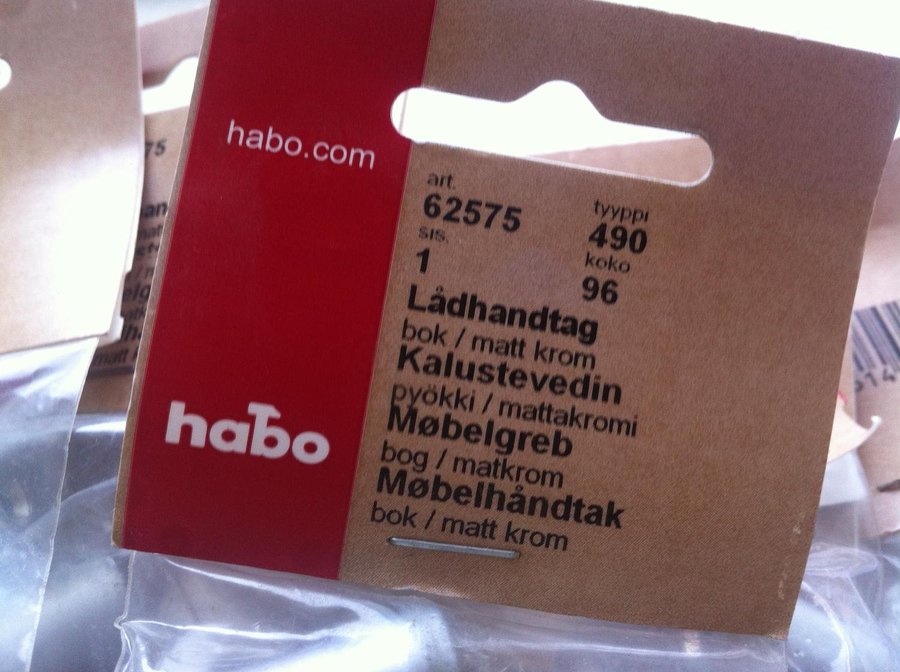 habo.com
art.
62575
tyyppi
490
sis.
1
koko
96
Lådhandtag
bok / matt krom
Kalustevedin
pyökki / mattakromi
Møbelgreb
bog / matkrom
Møbelhåndtak
bok / matt krom
habo
75